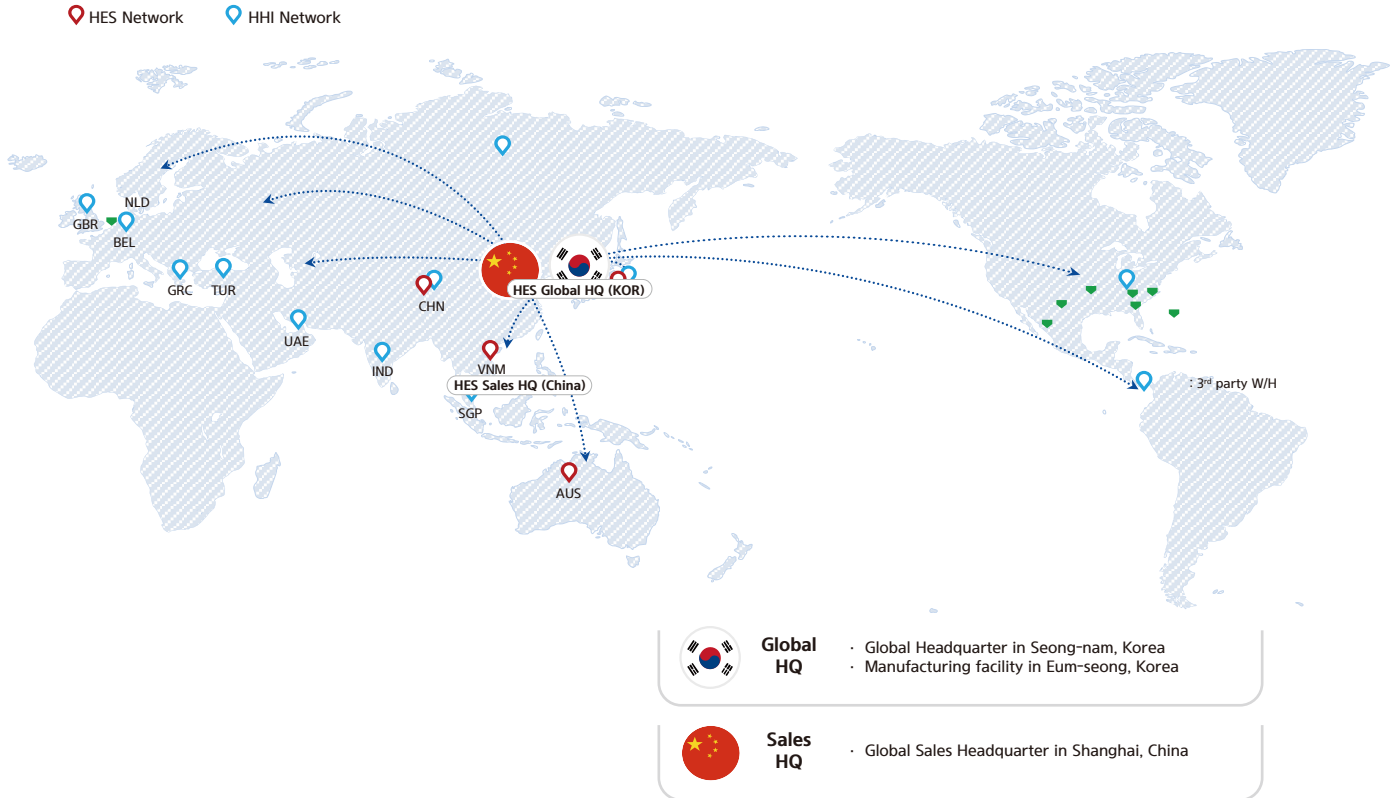 HES Network
HHI Network
NLD
GBR
BEL
GRC
TUR
CHN
HES Global HQ (KOR)
UAE
IND
VNM
HES Sales HQ (China)
SGP
: 3rd party W/H
AUS
Global
HQ
· Global Headquarter in Seong-nam, Korea
· Manufacturing facility in Eum-seong, Korea
Sales
HQ
· Global Sales Headquarter in Shanghai, China